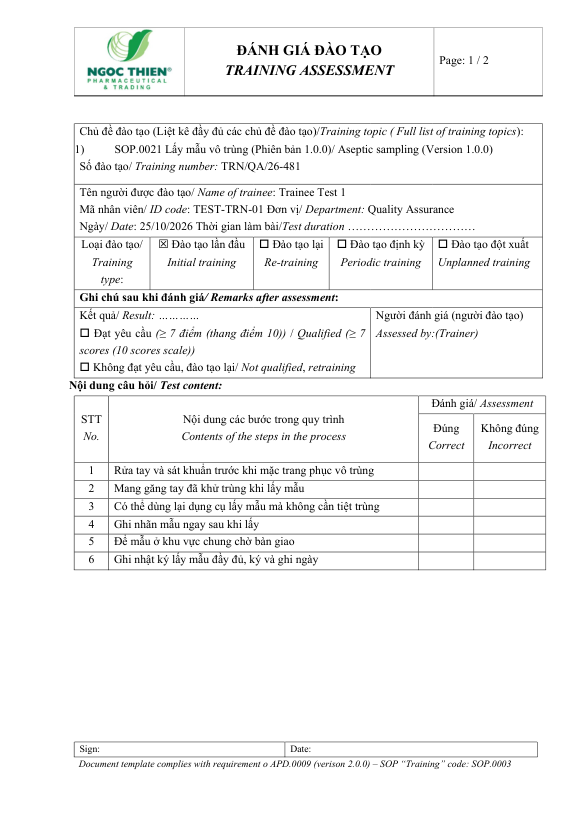 NGOC THIEN®
PHARMACEUTICAL
& TRADING
ĐÁNH GIÁ ĐÀO TẠO
TRAINING ASSESSMENT
Page: 1 / 2
Chủ đề đào tạo (Liệt kê đầy đủ các chủ đề đào tạo)/Training topic ( Full list of training topics):
1) SOP.0021 Lấy mẫu vô trùng (Phiên bản 1.0.0)/ Aseptic sampling (Version 1.0.0)
Số đào tạo/ Training number: TRN/QA/26-481
Tên người được đào tạo/ Name of trainee: Trainee Test 1
Mã nhân viên/ ID code: TEST-TRN-01 Đơn vị/ Department: Quality Assurance
Ngày/ Date: 25/10/2026 Thời gian làm bài/Test duration ……………………………
Loại đào tạo/
Training
type:
☒ Đào tạo lần đầu
Initial training
☐ Đào tạo lại
Re-training
☐ Đào tạo định kỳ
Periodic training
☐ Đào tạo đột xuất
Unplanned training
Ghi chú sau khi đánh giá/ Remarks after assessment:
Kết quả/ Result: …………
☐ Đạt yêu cầu (≥ 7 điểm (thang điểm 10)) / Qualified (≥ 7
scores (10 scores scale))
☐ Không đạt yêu cầu, đào tạo lại/ Not qualified, retraining
Người đánh giá (người đào tạo)
Assessed by:(Trainer)
Nội dung câu hỏi/ Test content:
STT
No.
Nội dung các bước trong quy trình
Contents of the steps in the process
Đánh giá/ Assessment
Đúng
Correct
Không đúng
Incorrect
1 Rửa tay và sát khuẩn trước khi mặc trang phục vô trùng
2 Mang găng tay đã khử trùng khi lấy mẫu
3 Có thể dùng lại dụng cụ lấy mẫu mà không cần tiệt trùng
4 Ghi nhãn mẫu ngay sau khi lấy
5 Để mẫu ở khu vực chung chờ bàn giao
6 Ghi nhật ký lấy mẫu đầy đủ, ký và ghi ngày
Sign:
Date:
Document template complies with requirement o APD.0009 (verison 2.0.0) – SOP “Training” code: SOP.0003